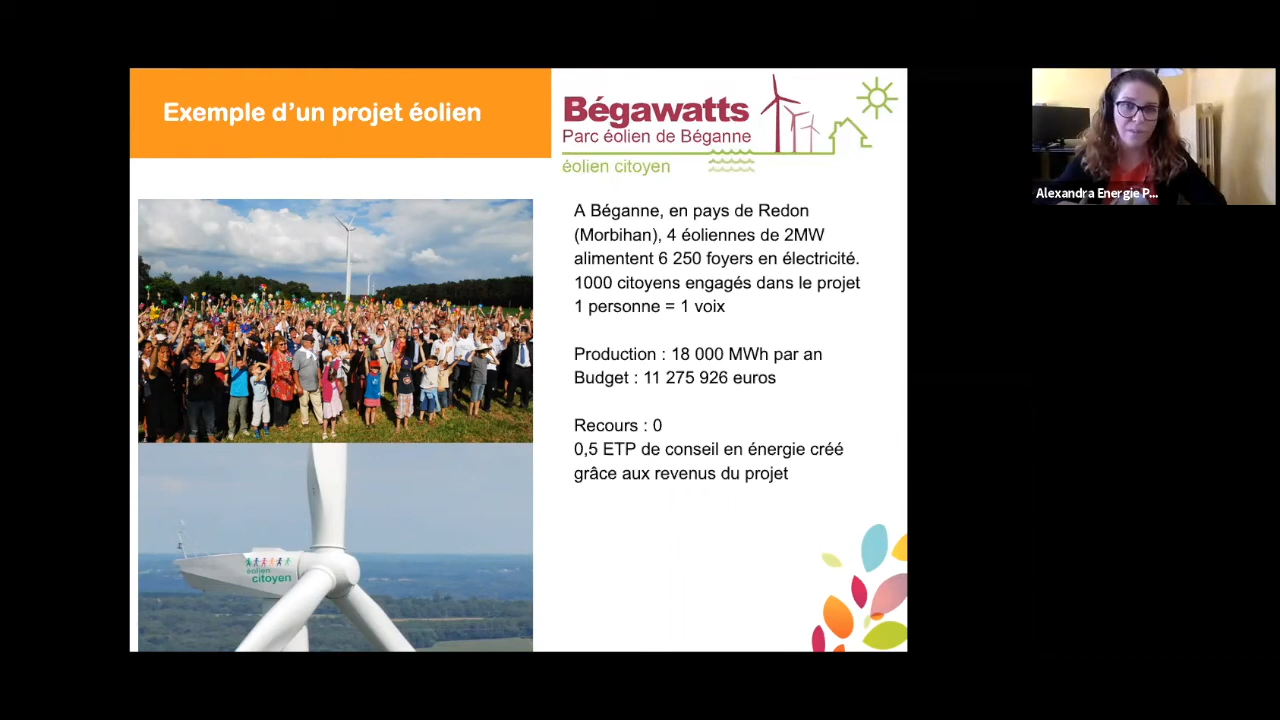 Exemple d'un projet éolien
Bégawatts
Parc éolien de Béganne
éolien citoyen
A Béganne, en pays de Redon
(Morbihan), 4 éoliennes de 2MW
alimentent 6 250 foyers en électricité.
1000 citoyens engagés dans le projet
1 personne = 1 voix
Production : 18 000 MWh par an
Budget : 11 275 926 euros
Recours : 0
0,5 ETP de conseil en énergie créé
grâce aux revenus du projet
éolien
citoyen
Alexandra Energie P...